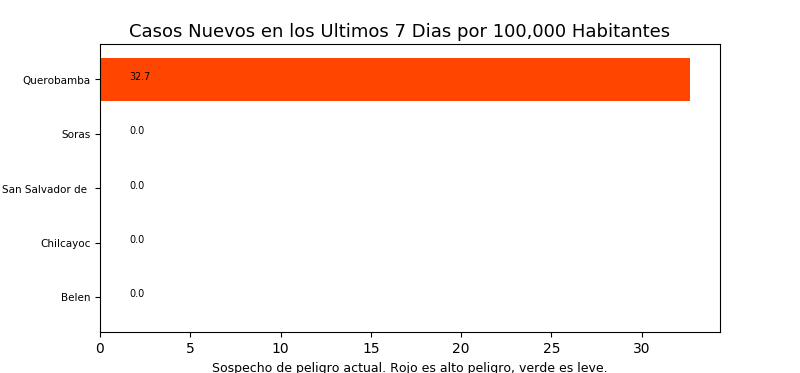 Casos Nuevos en los Ultimos 7 Dias por 100,000 Habitantes
Querobamba 32.7
Soras 0.0
San Salvador de 0.0
Chilcayoc 0.0
Belen 0.0
0 5 10 15 20 25 30
Sospecho de peligro actual. Rojo es alto peligro, verde es leve.